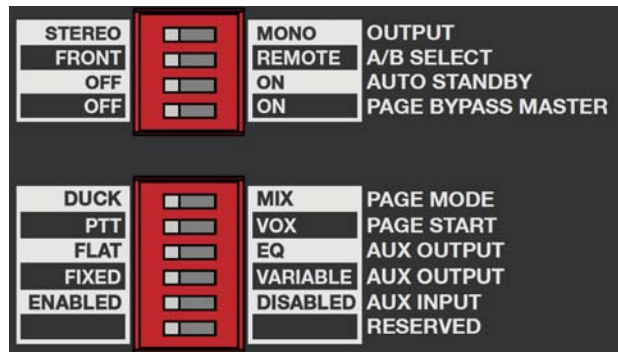 STEREO MONO OUTPUT
FRONT REMOTE A/B SELECT
OFF ON AUTO STANDBY
OFF ON PAGE BYPASS MASTER
DUCK MIX PAGE MODE
PTT VOX PAGE START
FLAT EQ AUX OUTPUT
FIXED VARIABLE AUX OUTPUT
ENABLED DISABLED AUX INPUT
RESERVED